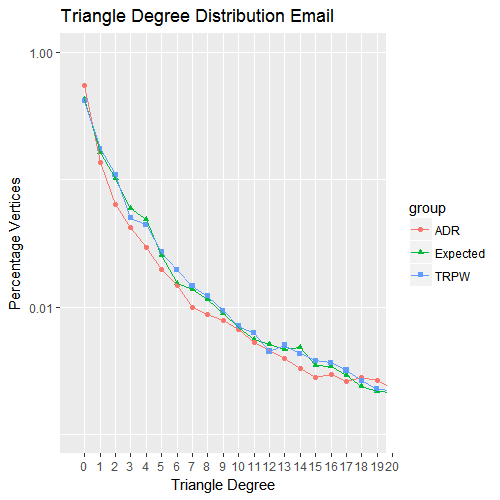 Triangle Degree Distribution Email
1.00
0.01
Percentage Vertices
0 1 2 3 4 5 6 7 8 9 10 11 12 13 14 15 16 17 18 19 20
Triangle Degree
group
ADR
Expected
TRPW